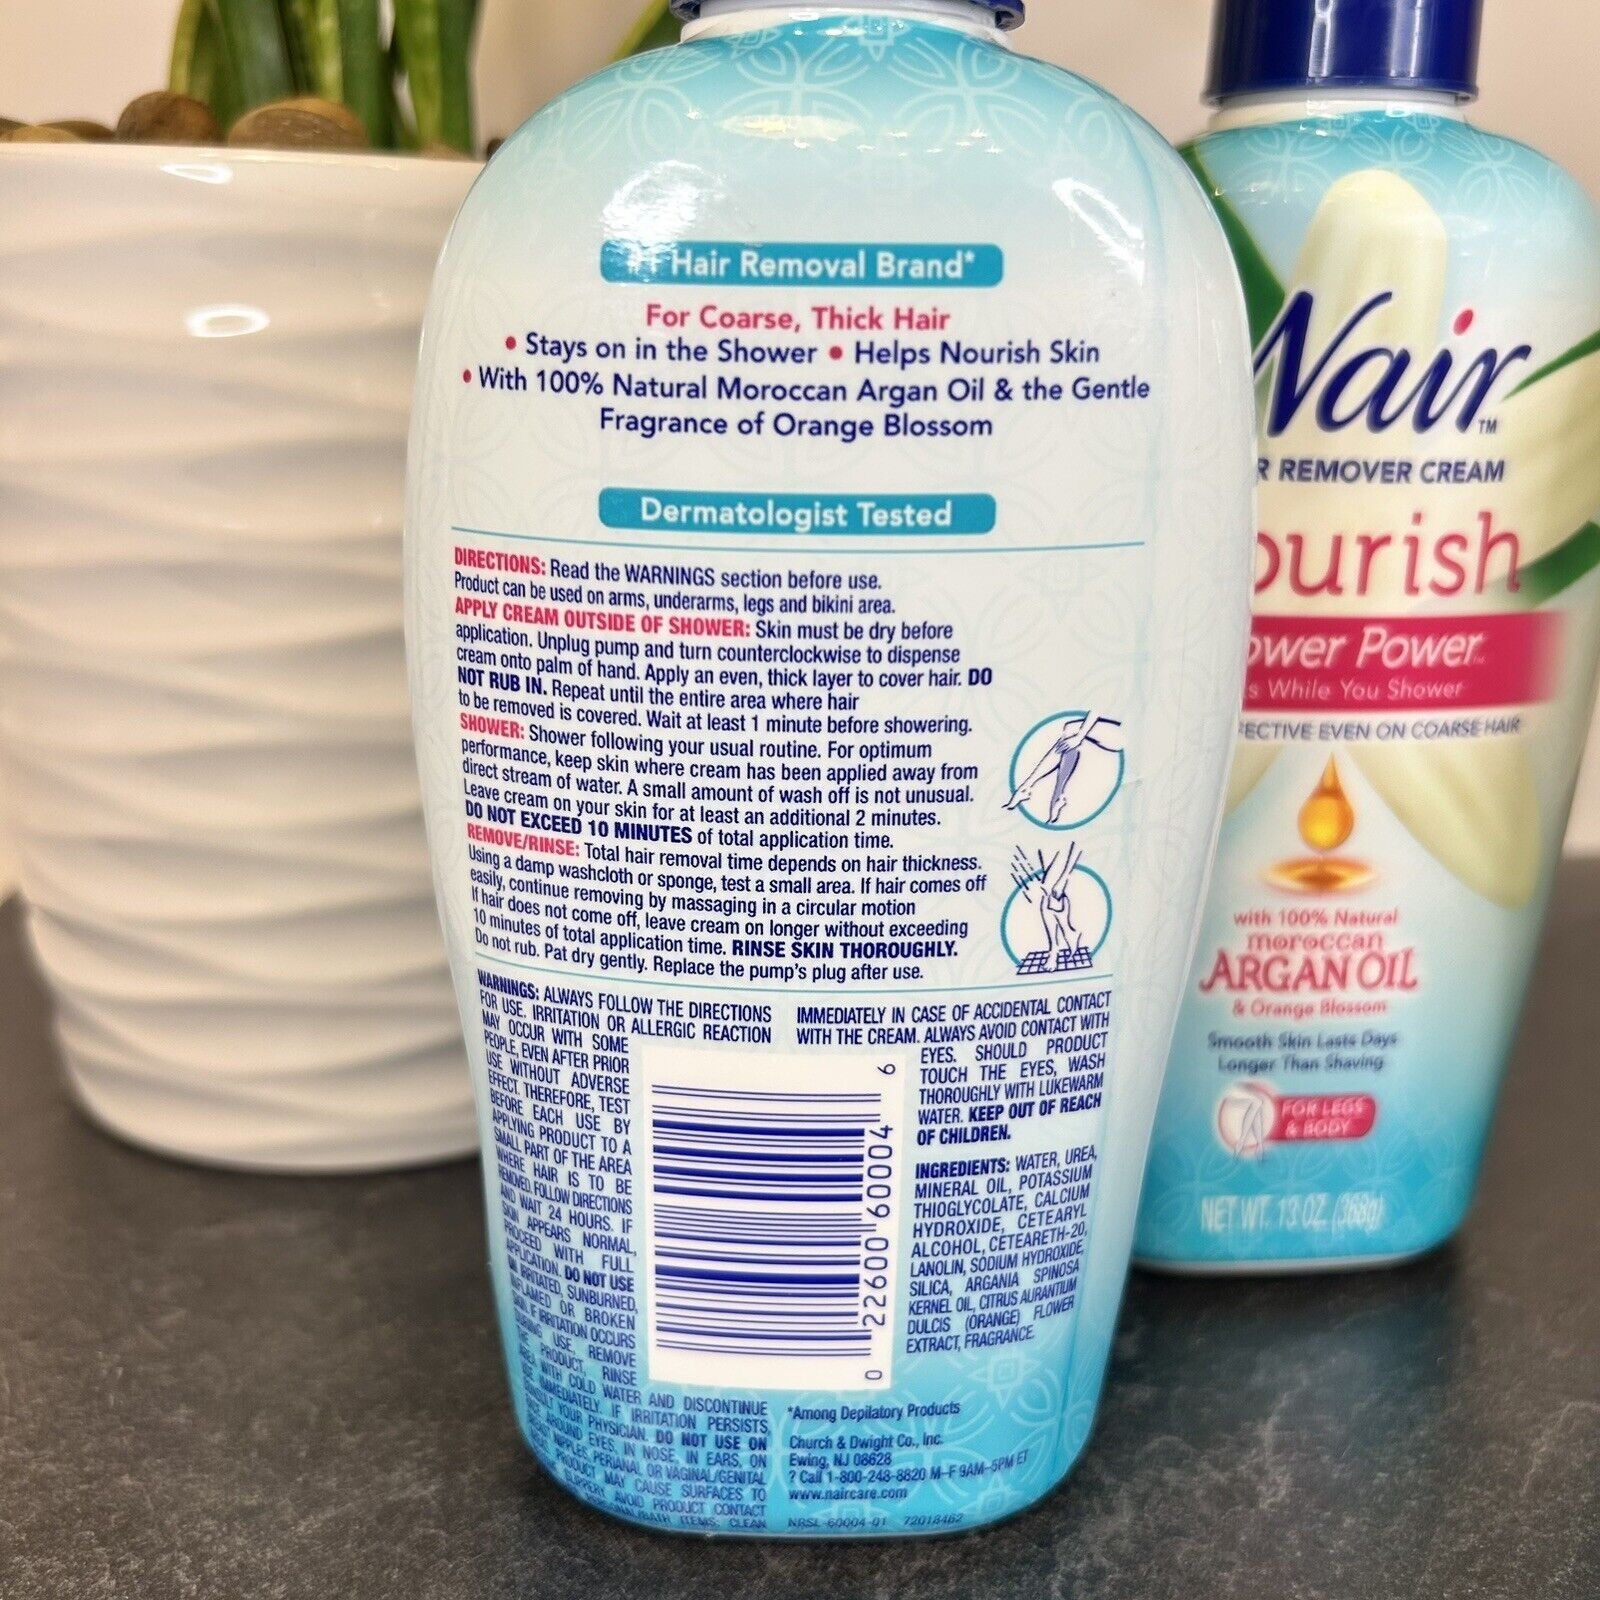 Hair Removal Brand*
For Coarse, Thick Hair
• Stays on in the Shower • Helps Nourish Skin
• With 100% Natural Moroccan Argan Oil & the Gentle
Fragrance of Orange Blossom
Dermatologist Tested
DIRECTIONS: Read the WARNINGS section before use.
Product can be used on arms, underarms, legs and bikini area.
APPLY CREAM OUTSIDE OF SHOWER: Skin must be dry before
application. Unplug pump and turn counterclockwise to dispense
cream onto palm of hand. Apply an even, thick layer to cover hair. DO
NOT RUB IN. Repeat until the entire area where hair
to be removed is covered. Wait at least 1 minute before showering.
SHOWER: Shower following your usual routine. For optimum
performance, keep skin where cream has been applied away from
direct stream of water. A small amount of wash off is not unusual.
Leave cream on your skin for at least an additional 2 minutes.
DO NOT EXCEED 10 MINUTES of total application time.
REMOVE/RINSE: Total hair removal time depends on hair thickness.
Using a damp washcloth or sponge, test a small area. If hair comes off
easily, continue removing by massaging in a circular motion
If hair does not come off, leave cream on longer without exceeding
10 minutes of total application time. RINSE SKIN THOROUGHLY.
Do not rub. Pat dry gently. Replace the pump's plug after use.
WARNINGS: ALWAYS FOLLOW THE DIRECTIONS
FOR USE. IRRITATION OR ALLERGIC REACTION
MAY OCCUR WITH SOME
PEOPLE, EVEN AFTER PRIOR
USE WITHOUT ADVERSE
EFFECT. THEREFORE, TEST
BEFORE EACH USE BY
APPLYING PRODUCT TO A
SMALL PART OF THE AREA
WHERE HAIR IS TO BE
REMOVED. FOLLOW DIRECTIONS
AND WAIT 24 HOURS. IF
SKIN APPEARS NORMAL,
PROCEED WITH FULL
APPLICATION. DO NOT USE
ON IRRITATED, SUNBURNED,
INFLAMED OR BROKEN
SKIN. IF IRRITATION OCCURS
DURING USE, REMOVE
THE PRODUCT, RINSE
AREA WITH COLD WATER AND DISCONTINUE
USE IMMEDIATELY. IF IRRITATION PERSISTS,
CONSULT YOUR PHYSICIAN. DO NOT USE ON
FACE, AROUND EYES, IN NOSE, IN EARS, ON
BREAST NIPPLES, PERIANAL OR VAGINAL/GENITAL
PRODUCT MAY CAUSE SURFACES TO
SLIPPERY. AVOID PRODUCT CONTACT
PERSONAL/BATH ITEMS; CLEAN
IMMEDIATELY IN CASE OF ACCIDENTAL CONTACT
WITH THE CREAM. ALWAYS AVOID CONTACT WITH
EYES. SHOULD PRODUCT
TOUCH THE EYES, WASH
THOROUGHLY WITH LUKEWARM
WATER. KEEP OUT OF REACH
OF CHILDREN.
INGREDIENTS: WATER, UREA,
MINERAL OIL, POTASSIUM
THIOGLYCOLATE, CALCIUM
HYDROXIDE, CETEARYL
ALCOHOL, CETEARETH-20,
LANOLIN, SODIUM HYDROXIDE,
SILICA, ARGANIA SPINOSA
KERNEL OIL, CITRUS AURANTIUM
DULCIS (ORANGE) FLOWER
EXTRACT, FRAGRANCE.
0 22600 60004 6
*Among Depilatory Products
Church & Dwight Co., Inc.
Ewing, NJ 08628
? Call 1-800-248-8820 M-F 9AM-5PM ET
www.naircare.com
NRSL-60004-01 72018462
Nair™
R REMOVER CREAM
ourish
ower Power™
s While You Shower
FECTIVE EVEN ON COARSE HAIR
with 100% Natural
moroccan
ARGAN OIL
& Orange Blossom
Smooth Skin Lasts Days
Longer Than Shaving
FOR LEGS
& BODY
NET WT. 13 OZ. (368g)